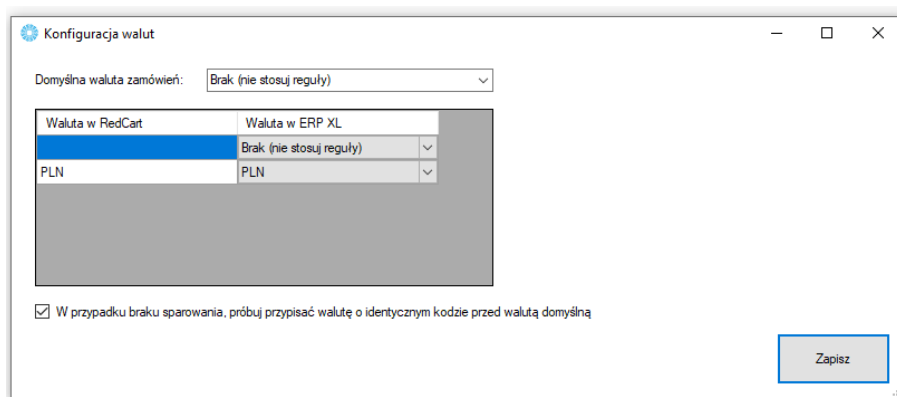 Konfiguracja walut
Domyślna waluta zamówień: Brak (nie stosuj reguły)
Waluta w RedCart Waluta w ERP XL
Brak (nie stosuj reguły)
PLN PLN
W przypadku braku sparowania, próbuj przypisać walutę o identycznym kodzie przed walutą domyślną
Zapisz